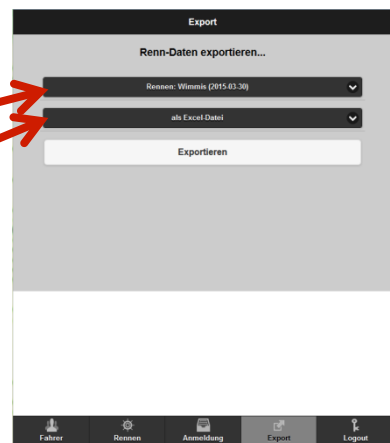 Export
Renn-Daten exportieren...
Rennen: Wimmis (2015-03-30)
als Excel-Datei
Exportieren
Fahrer Rennen Anmeldung Export Logout